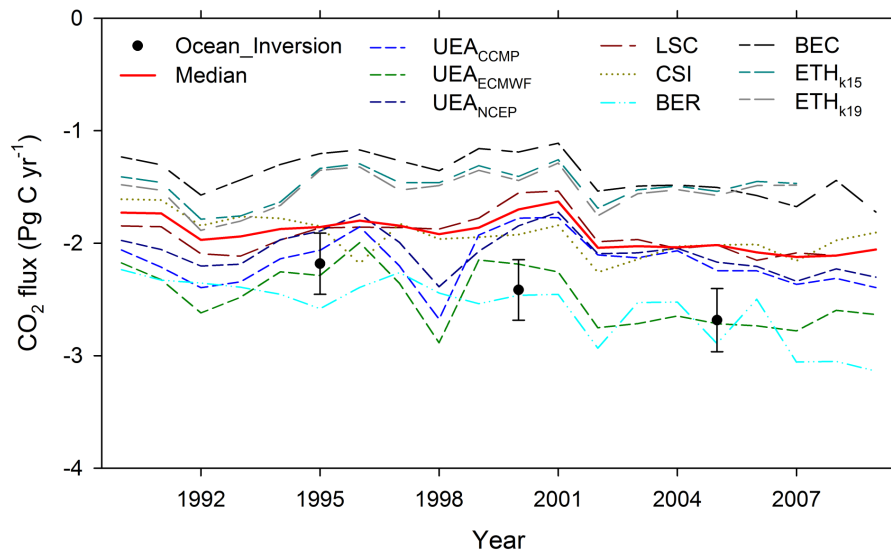 0
-1
-2
-3
-4
CO2 flux (Pg C yr-1)
Ocean_Inversion
Median
UEACCMP
UEAECMWF
UEANCEP
LSC
CSI
BER
BEC
ETHk15
ETHk19
1992 1995 1998 2001 2004 2007
Year